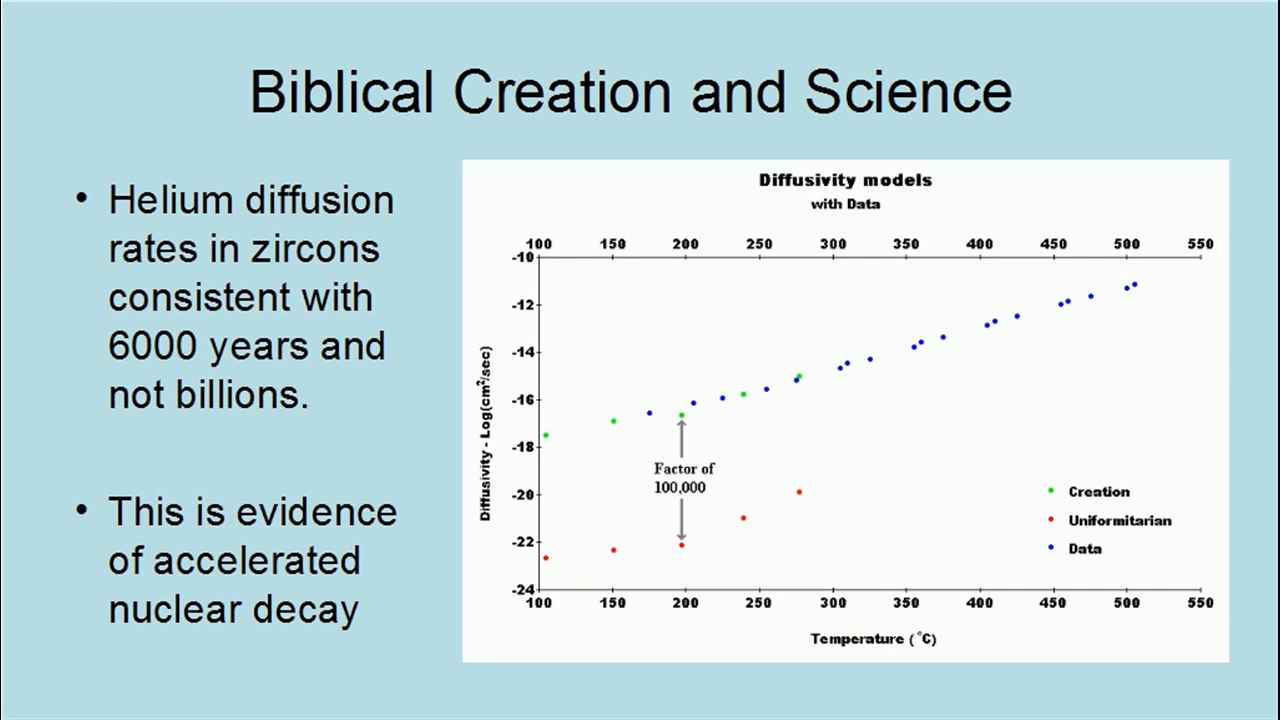 Biblical Creation and Science
• Helium diffusion
rates in zircons
consistent with
6000 years and
not billions.
• This is evidence
of accelerated
nuclear decay
Diffusivity models
with Data
100 150 200 250 300 350 400 450 500 550
-10
-12
-14
-16
-18
-20
-22
-24
Diffusivity - Log(cm²/sec)
Factor of
100,000
Creation
Uniformitarian
Data
100 150 200 250 300 350 400 450 500 550
Temperature (°C)